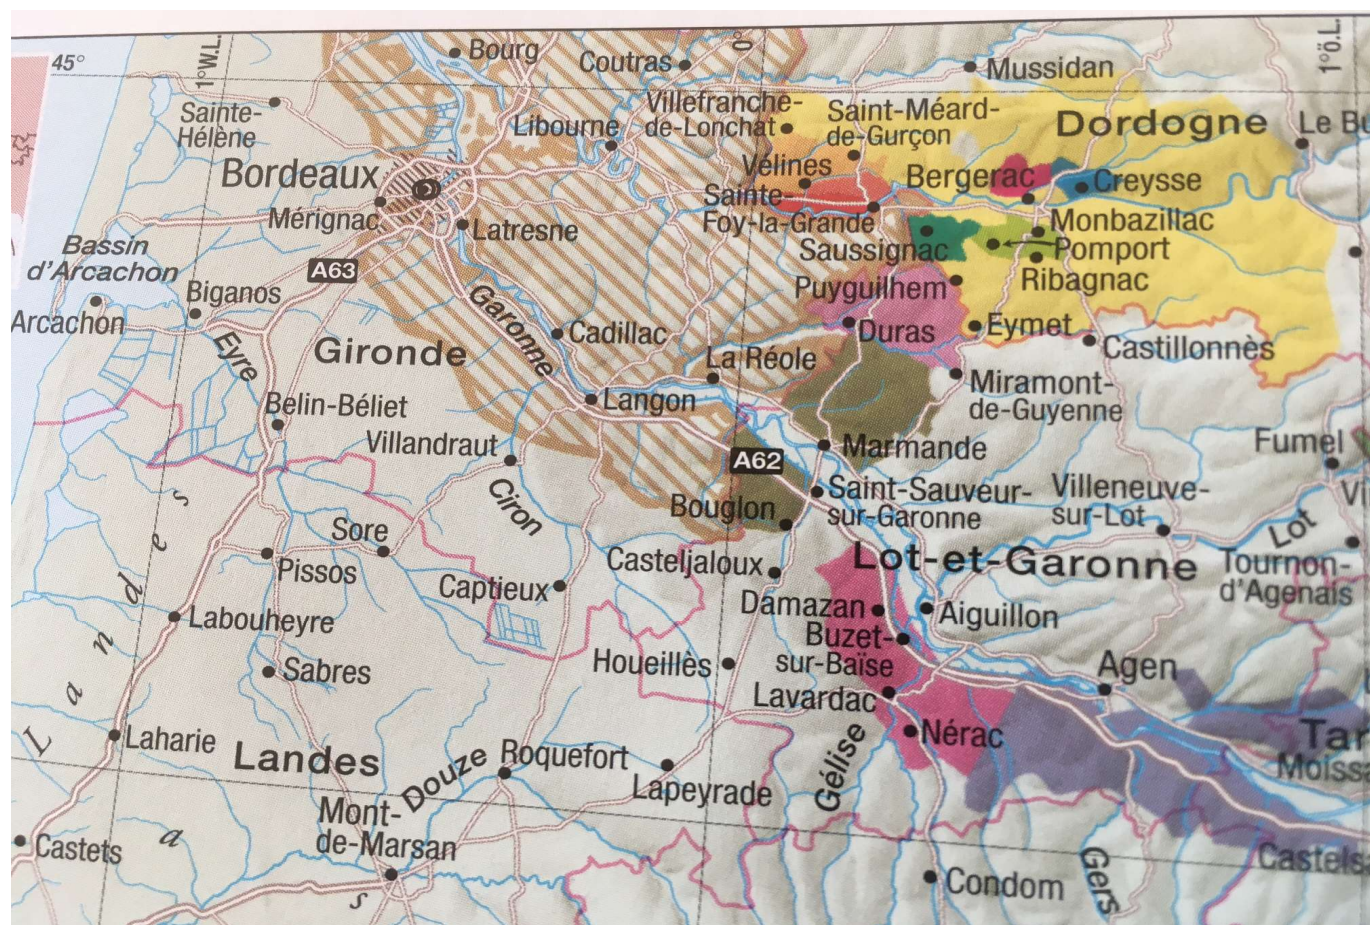 45°
1°W.L.
0°
1°ö.L.
Bourg
Coutras
Mussidan
Sainte-
Hélène
Villefranche-
de-Lonchat
Saint-Méard-
de-Gurçon
Dordogne
Libourne
Bordeaux
Vélines
Bergerac
Creysse
Mérignac
Latresne
Sainte-
Foy-la-Grande
Monbazillac
Saussignac
Pomport
Ribagnac
Bassin
d'Arcachon
A63
Biganos
Arcachon
Garonne
Puyguilhem
Eyre
Cadillac
Duras
Eymet
Gironde
La Réole
Castillonnès
Langon
Miramont-
de-Guyenne
Belin-Béliet
Villandraut
Marmande
Fumel
A62
Ciron
Bouglon
Saint-Sauveur-
sur-Garonne
Villeneuve-
sur-Lot
Lot
Sore
Pissos
Captieux
Casteljaloux
Lot-et-Garonne
Tournon-
d'Agenais
Labouheyre
Damazan
Aiguillon
Buzet-
sur-Baïse
Sabres
Houeillès
Lavardac
Agen
Landes
Laharie
Nérac
Landes
Douze
Roquefort
Lapeyrade
Gélise
Moiss
Mont-
de-Marsan
Castets
Castels
Condom
Gers